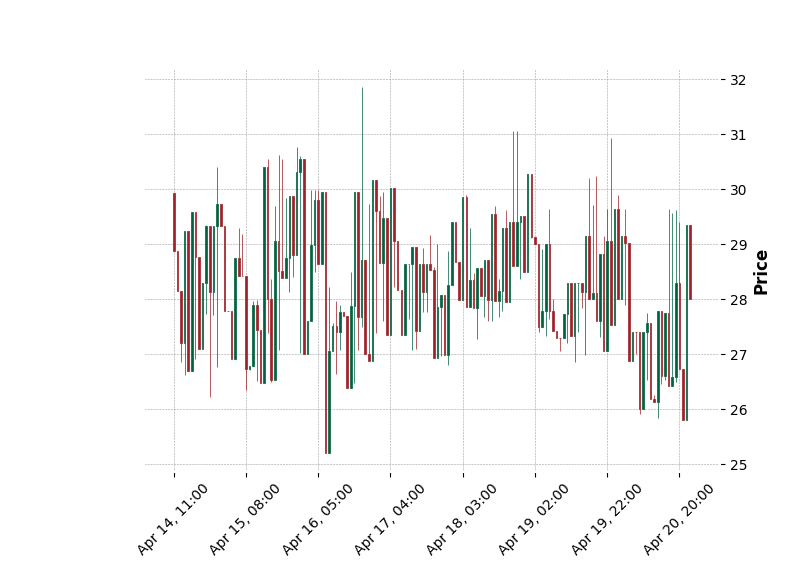 32
31
30
29
28
27
26
25
Price
Apr 14, 11:00
Apr 15, 08:00
Apr 16, 05:00
Apr 17, 04:00
Apr 18, 03:00
Apr 19, 02:00
Apr 19, 22:00
Apr 20, 20:00